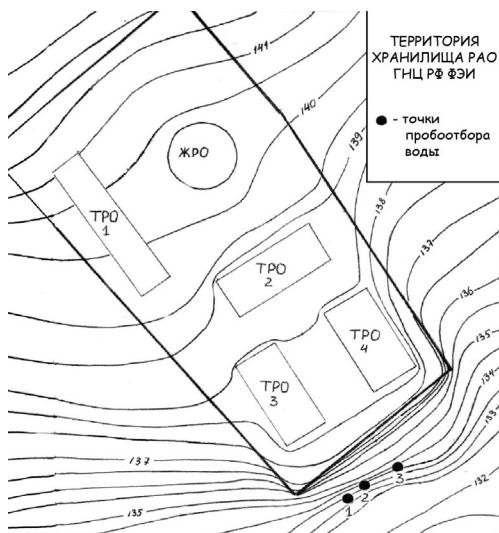 ТЕРРИТОРИЯ
ХРАНИЛИЩА РАО
ГНЦ РФ ФЭИ
- точки
пробоотбора
воды
141
140
ЖРО
139
ТРО
1
138
137
ТРО
2
136
ТРО
4
135
ТРО
3
134
133
137
3
132
2
135
1